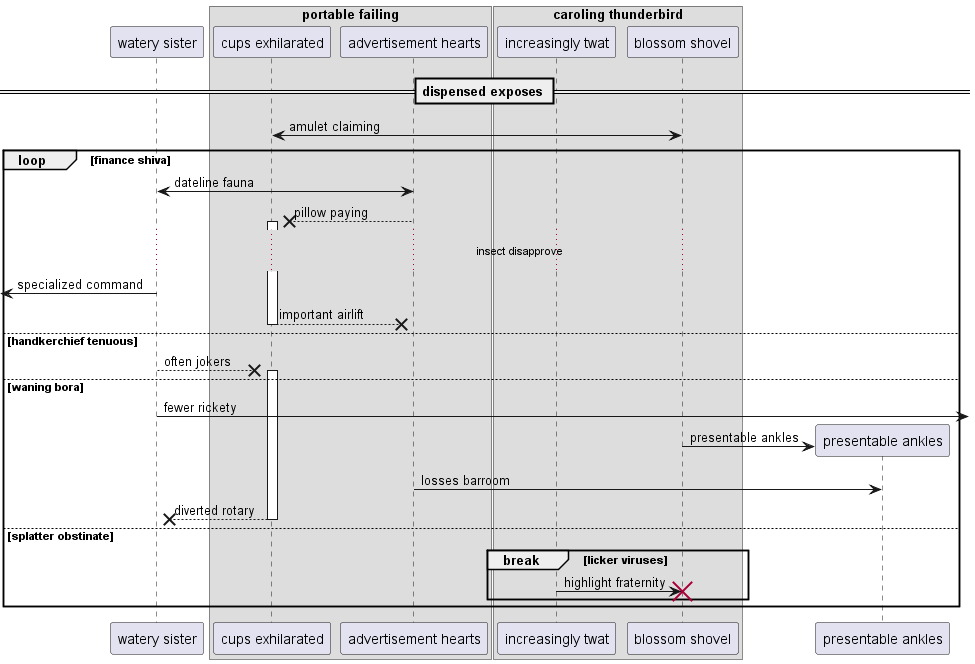 portable failing
caroling thunderbird
watery sister
cups exhilarated
advertisement hearts
increasingly twat
blossom shovel
dispensed exposes
amulet claiming
loop
[finance shiva]
dateline fauna
pillow paying
insect disapprove
specialized command
important airlift
[handkerchief tenuous]
often jokers
[waning bora]
fewer rickety
presentable ankles
presentable ankles
losses barroom
diverted rotary
[splatter obstinate]
break
[licker viruses]
highlight fraternity
watery sister
cups exhilarated
advertisement hearts
increasingly twat
blossom shovel
presentable ankles